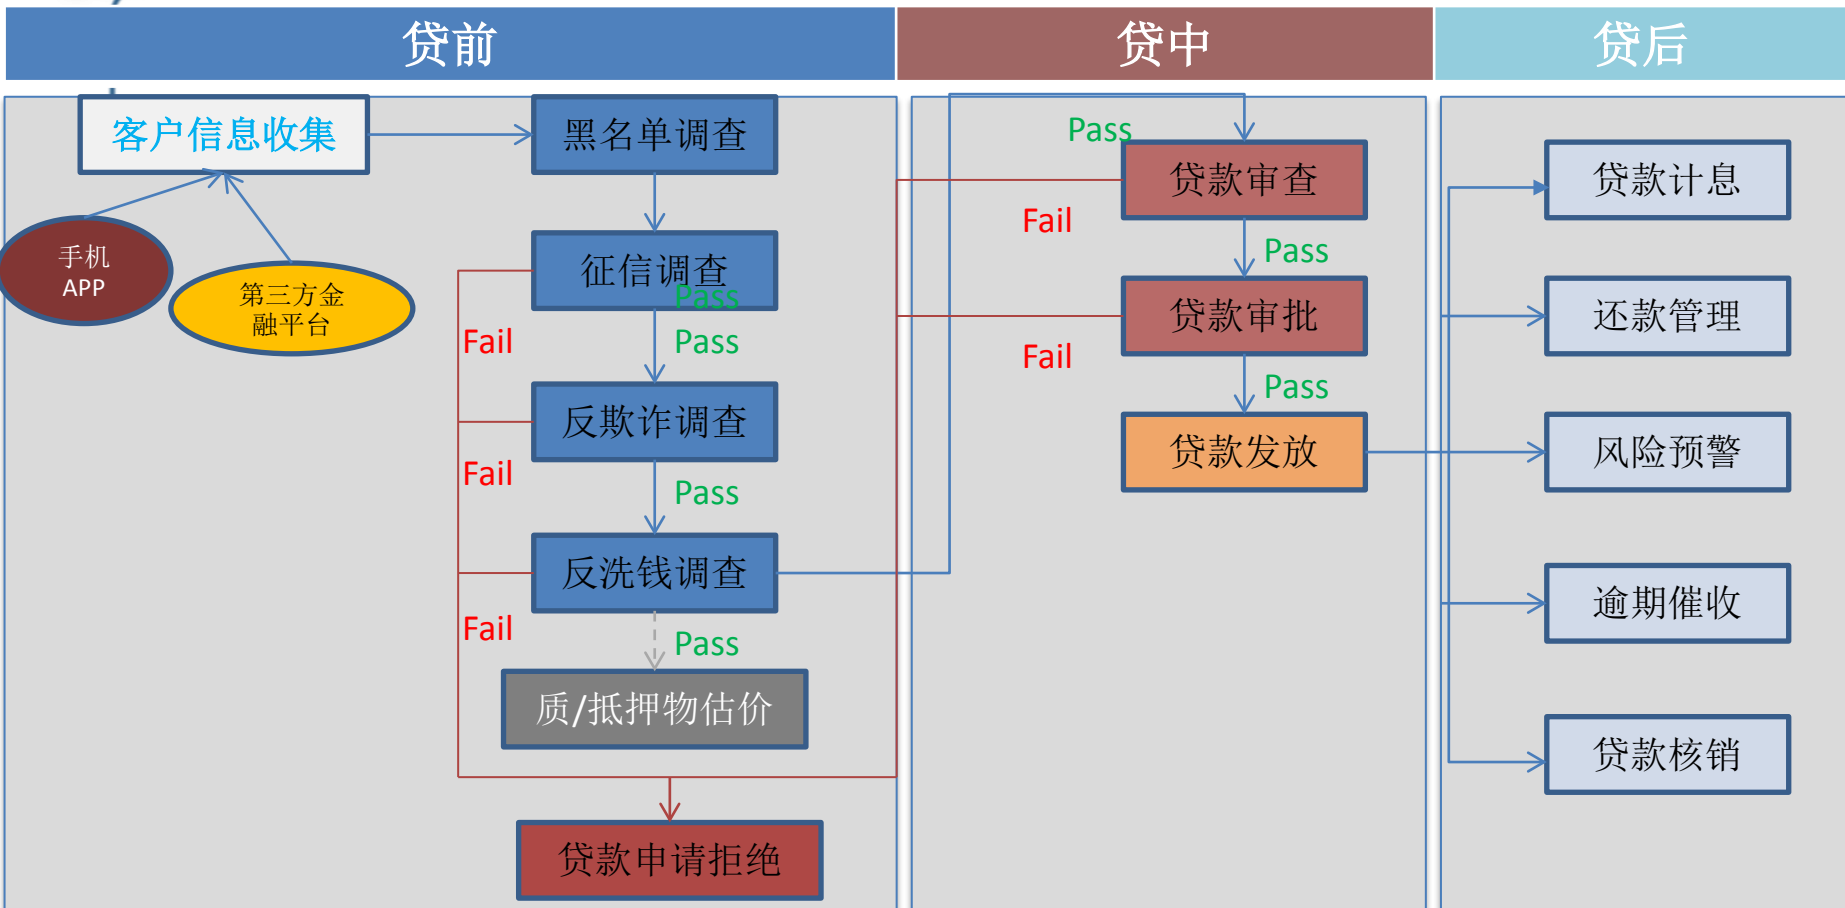 贷前
贷中
贷后
客户信息收集
黑名单调查
手机
APP
第三方金
融平台
征信调查
Pass
Fail
Pass
反欺诈调查
Fail
Pass
反洗钱调查
Fail
Pass
质/抵押物估价
贷款申请拒绝
Pass
贷款审查
Fail
Pass
贷款审批
Fail
Pass
贷款发放
贷款计息
还款管理
风险预警
逾期催收
贷款核销